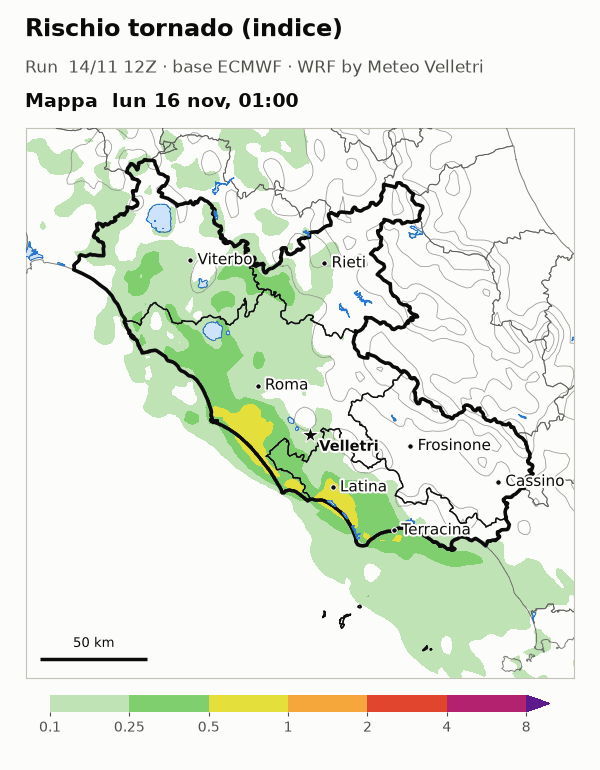 Rischio tornado (indice)
Run 14/11 12Z · base ECMWF · WRF by Meteo Velletri
Mappa lun 16 nov, 01:00
Viterbo
Rieti
Roma
Velletri
Frosinone
Cassino
Latina
Terracina
50 km
0.1 0.25 0.5 1 2 4 8